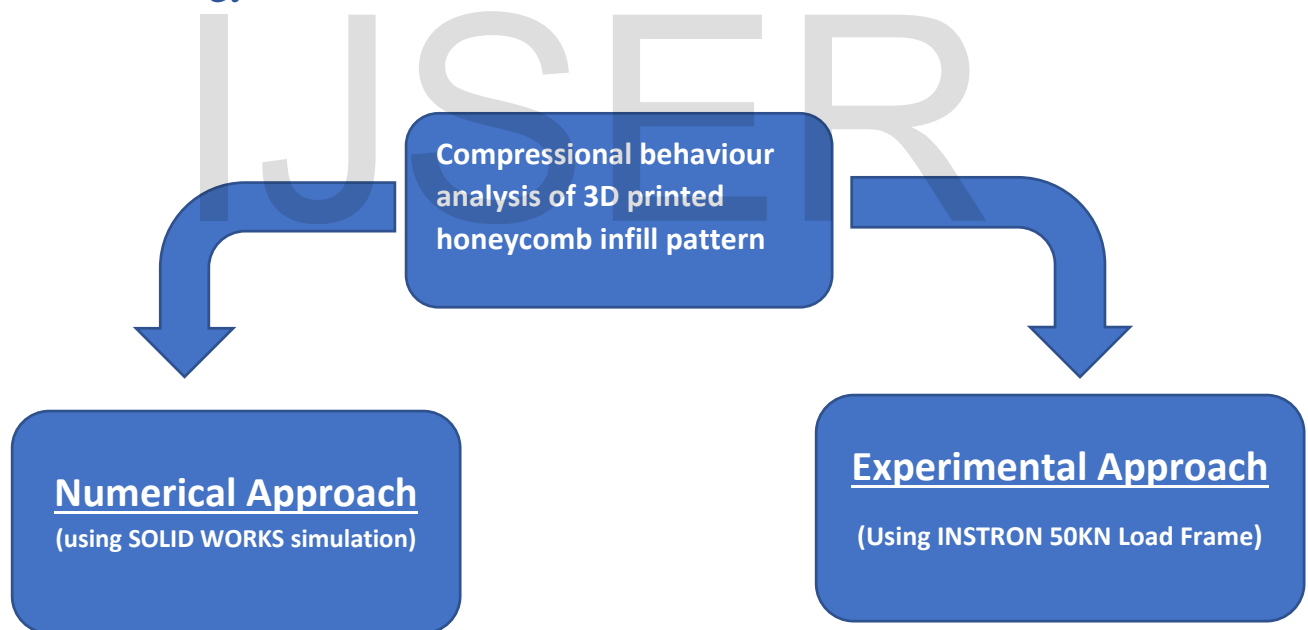 IJSER
Compressional behaviour
analysis of 3D printed
honeycomb infill pattern
Numerical Approach
(using SOLID WORKS simulation)
Experimental Approach
(Using INSTRON 50KN Load Frame)